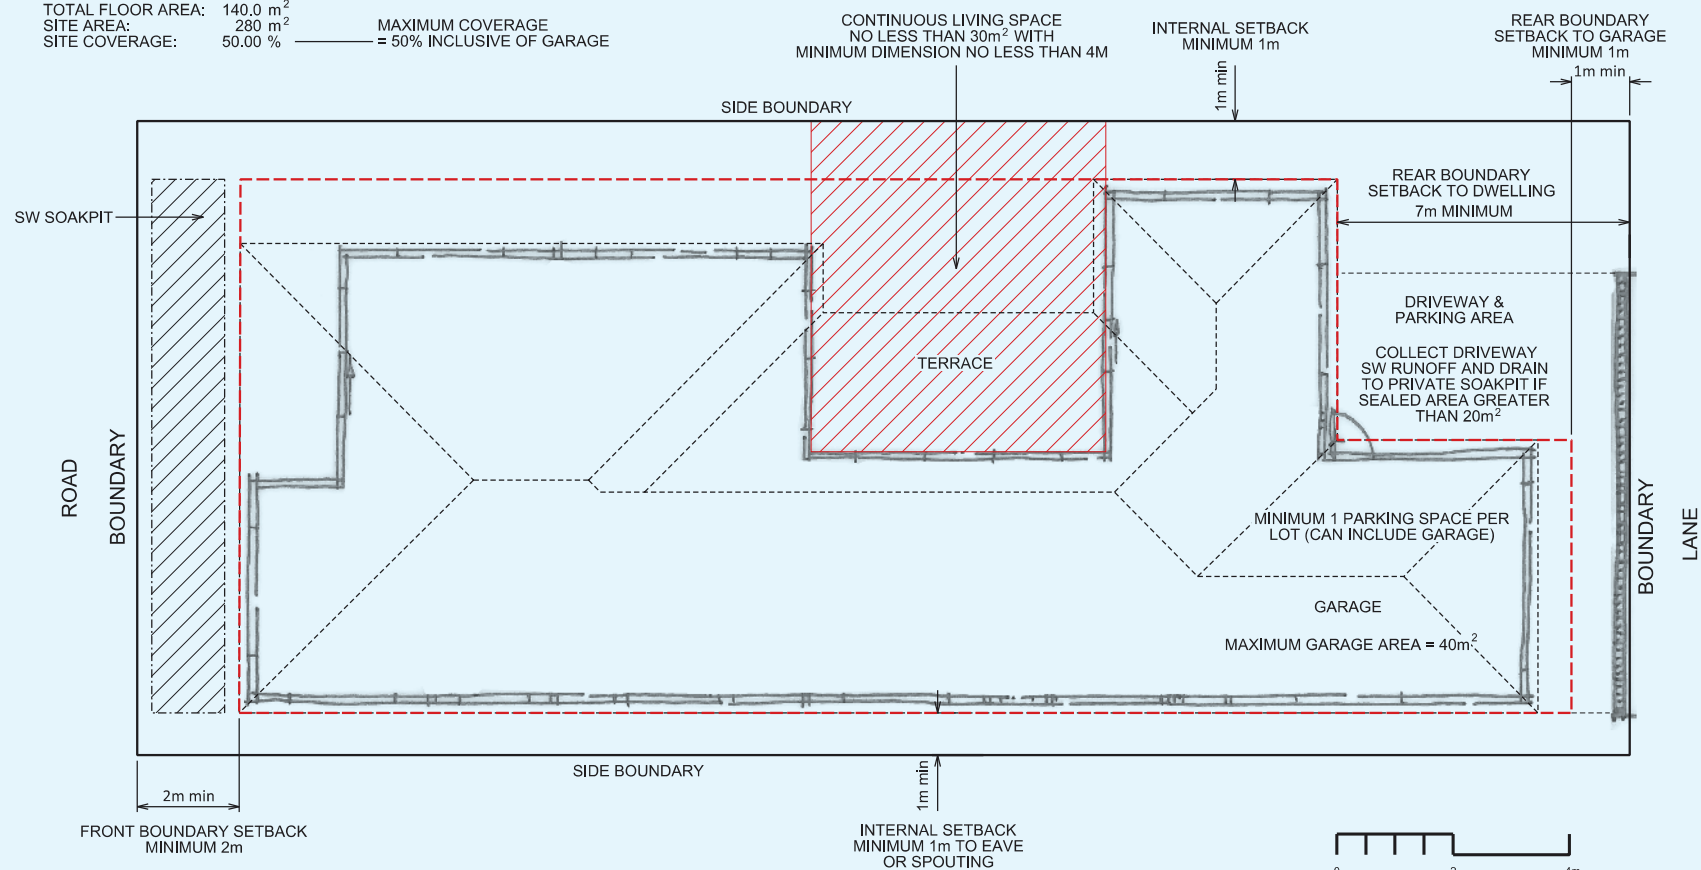 TOTAL FLOOR AREA: 140.0 m²
SITE AREA: 280 m²
SITE COVERAGE: 50.00 %
MAXIMUM COVERAGE
= 50% INCLUSIVE OF GARAGE
CONTINUOUS LIVING SPACE
NO LESS THAN 30m² WITH
MINIMUM DIMENSION NO LESS THAN 4M
INTERNAL SETBACK
MINIMUM 1m
1m min
REAR BOUNDARY
SETBACK TO GARAGE
MINIMUM 1m
1m min
SIDE BOUNDARY
SW SOAKPIT
REAR BOUNDARY
SETBACK TO DWELLING
7m MINIMUM
DRIVEWAY &
PARKING AREA
COLLECT DRIVEWAY
SW RUNOFF AND DRAIN
TO PRIVATE SOAKPIT IF
SEALED AREA GREATER
THAN 20m²
TERRACE
ROAD
BOUNDARY
MINIMUM 1 PARKING SPACE PER
LOT (CAN INCLUDE GARAGE)
GARAGE
MAXIMUM GARAGE AREA = 40m²
BOUNDARY
LANE
SIDE BOUNDARY
2m min
FRONT BOUNDARY SETBACK
MINIMUM 2m
1m min
INTERNAL SETBACK
MINIMUM 1m TO EAVE
OR SPOUTING